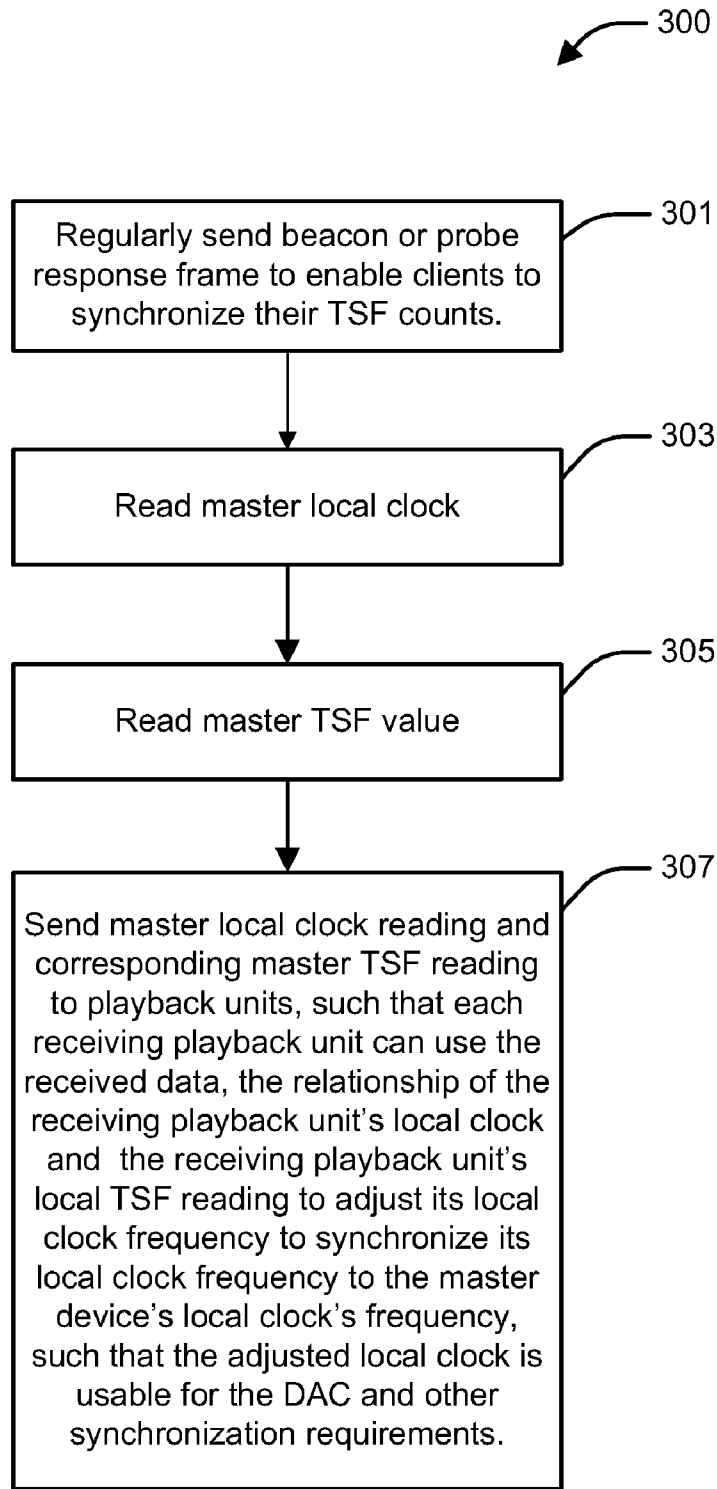 300
301
Regularly send beacon or probe
response frame to enable clients to
synchronize their TSF counts.
303
Read master local clock
305
Read master TSF value
307
Send master local clock reading and
corresponding master TSF reading
to playback units, such that each
receiving playback unit can use the
received data, the relationship of the
receiving playback unit's local clock
and the receiving playback unit's
local TSF reading to adjust its local
clock frequency to synchronize its
local clock frequency to the master
device's local clock's frequency,
such that the adjusted local clock is
usable for the DAC and other
synchronization requirements.